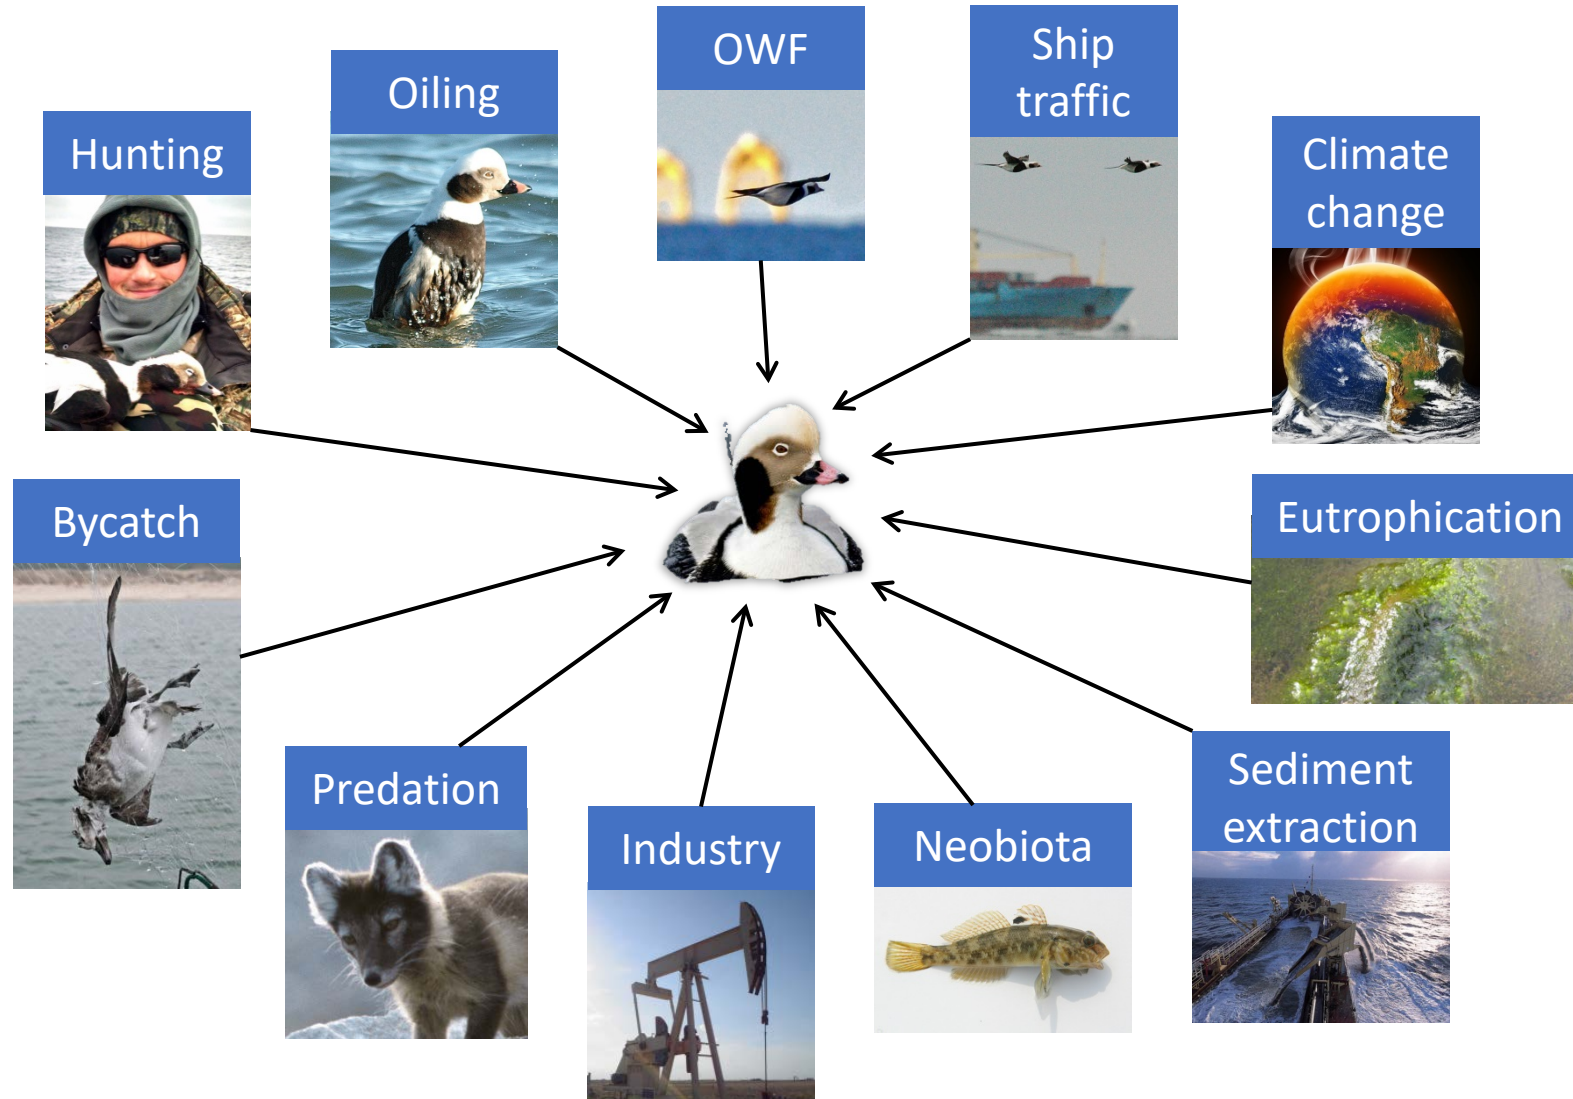 OWF
Ship
traffic
Oiling
Hunting
Climate
change
Bycatch
Eutrophication
Predation
Industry
Neobiota
Sediment
extraction